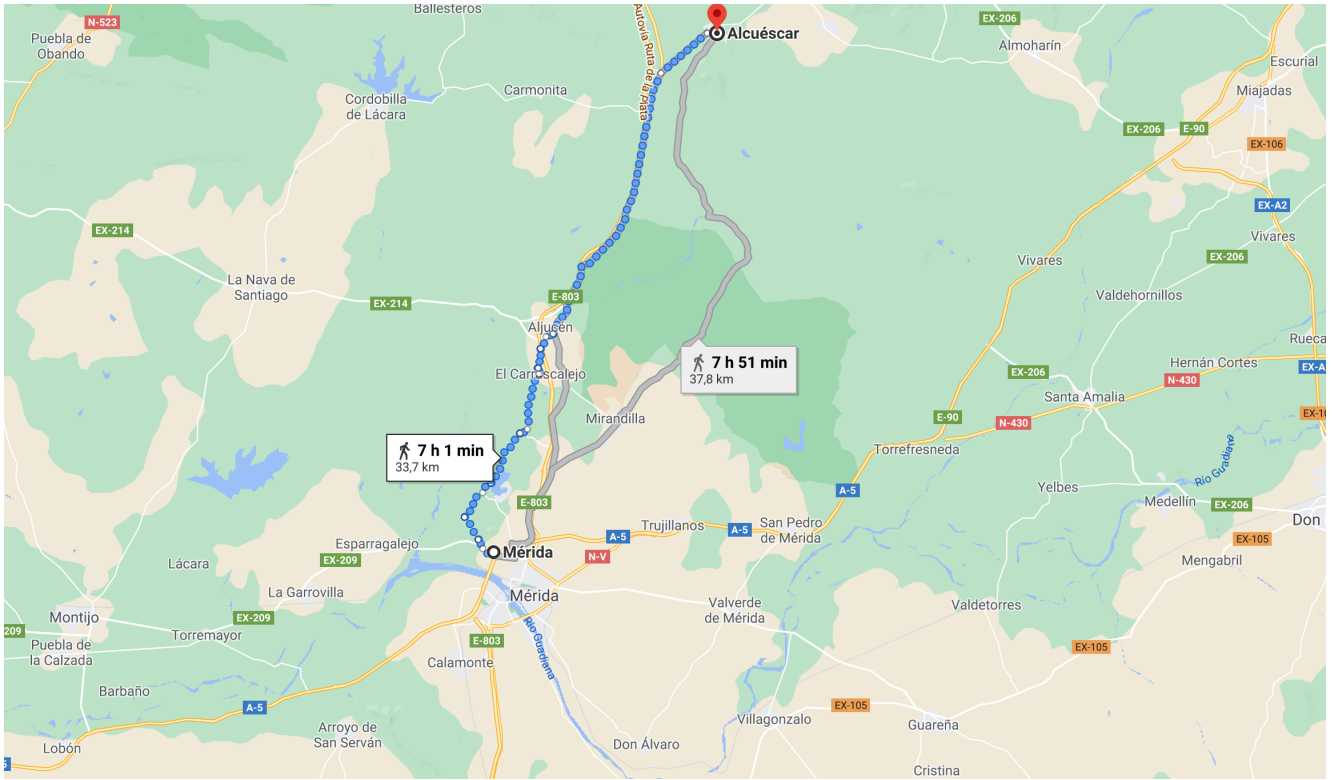 Ballesteros
N-523
Puebla de
Obando
Autovía Ruta de la Plata
Alcuéscar
EX-206
Almoharín
Escurial
Miajadas
Carmonita
Cordobilla
de Lácara
EX-206
E-90
EX-106
EX-A2
EX-214
Vivares
EX-206
Vivares
La Nava de
Santiago
EX-214
E-803
Valdehornillos
Aljucén
7 h 51 min
37,8 km
El Carrascalejo
Hernán Cortes
EX-206
N-430
Santa Amalia
Mirandilla
E-90
N-430
7 h 1 min
33,7 km
Torrefresneda
Río Guadiana
Yelbes
A-5
Medellín
EX-206
E-803
Don
Trujillanos
A-5
San Pedro
de Mérida
A-5
EX-105
Esparragalejo
Mérida
N-V
EX-209
Lácara
Mengabril
La Garrovilla
Mérida
Valverde
de Mérida
Valdetorres
Montijo
EX-209
209
Torremayor
Puebla de
la Calzada
E-803
Río Guadiana
EX-105
Calamonte
Barbaño
A-5
EX-105
Villagonzalo
Guareña
Arroyo de
San Serván
Lobón
Don Álvaro
Cristina